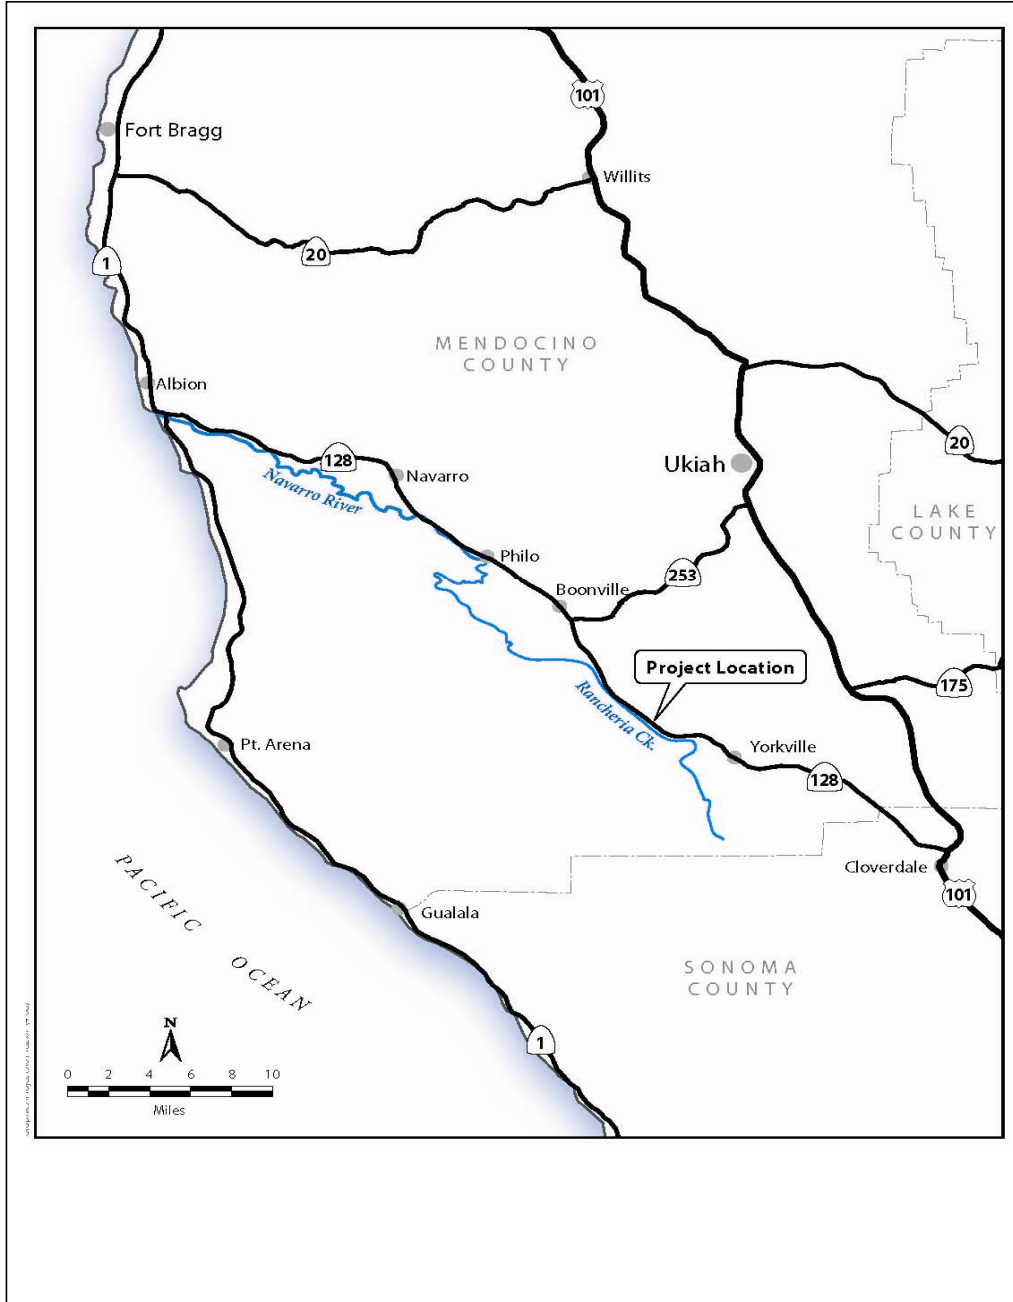 101
Fort Bragg
Willits
20
1
MENDOCINO
COUNTY
Albion
20
128
Ukiah
Navarro
Navarro River
LAKE
COUNTY
Philo
253
Boonville
Project Location
175
Rancheria Ck.
Pt. Arena
Yorkville
128
Cloverdale
101
PACIFIC OCEAN
Gualala
SONOMA
COUNTY
N
1
0 2 4 6 8 10
Miles